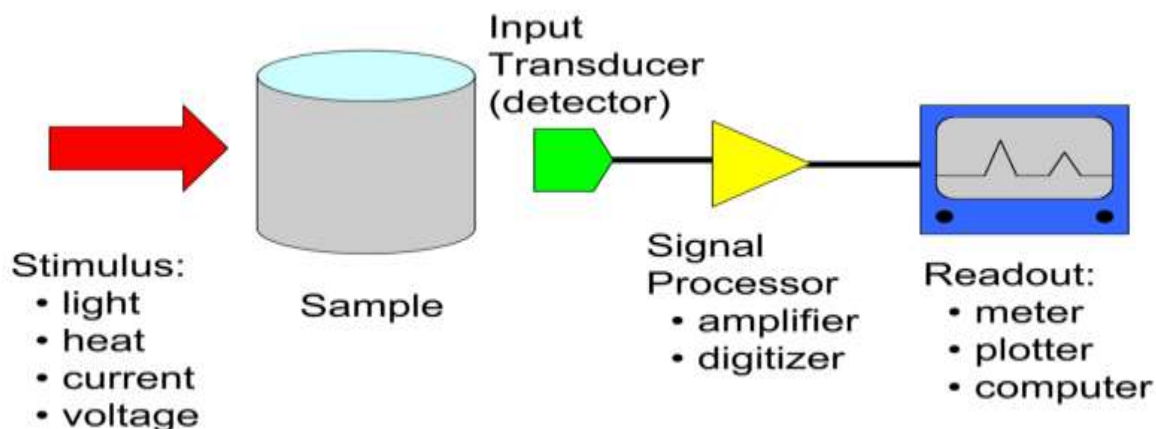 Input
Transducer
(detector)
Stimulus:
• light
• heat
• current
• voltage
Sample
Signal
Processor
• amplifier
• digitizer
Readout:
• meter
• plotter
• computer